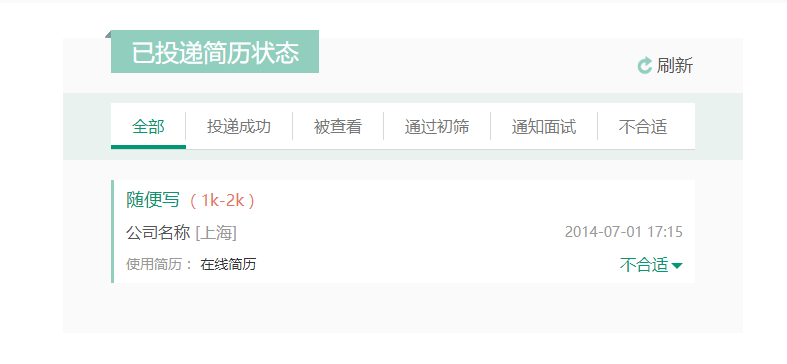 已投递简历状态
刷新
全部 投递成功 被查看 通过初筛 通知面试 不合适
随便写 （1k-2k）
公司名称 [上海] 2014-07-01 17:15
使用简历： 在线简历 不合适